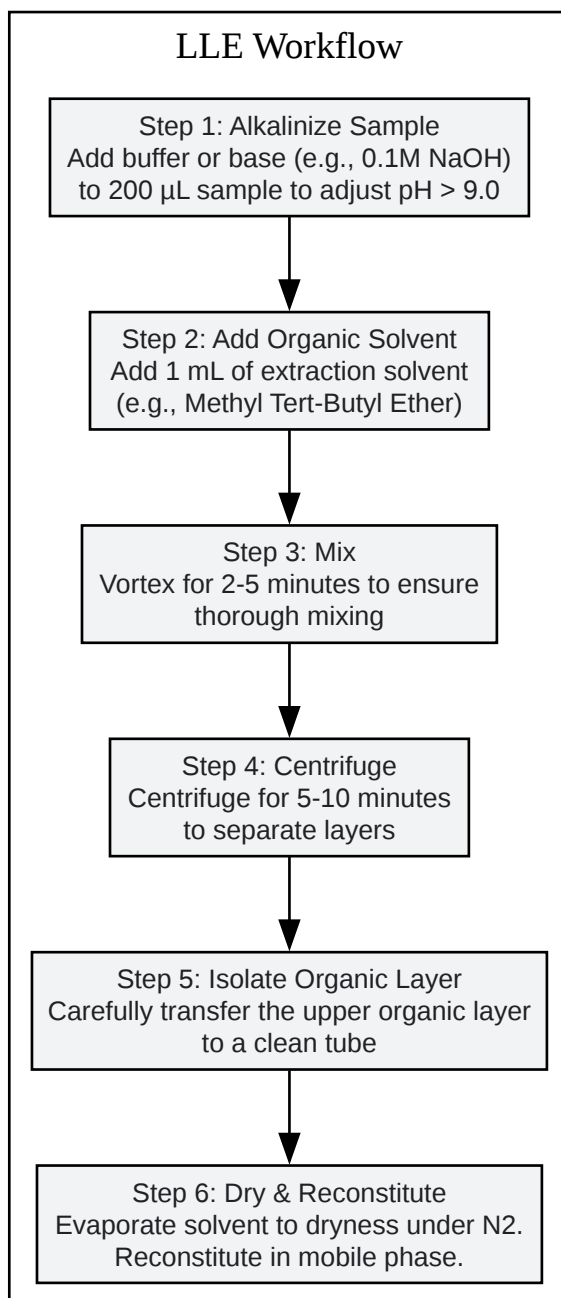 LLE Workflow
Step 1: Alkalinize Sample
Add buffer or base (e.g., 0.1M NaOH)
to 200 µL sample to adjust pH > 9.0
Step 2: Add Organic Solvent
Add 1 mL of extraction solvent
(e.g., Methyl Tert-Butyl Ether)
Step 3: Mix
Vortex for 2-5 minutes to ensure
thorough mixing
Step 4: Centrifuge
Centrifuge for 5-10 minutes
to separate layers
Step 5: Isolate Organic Layer
Carefully transfer the upper organic layer
to a clean tube
Step 6: Dry & Reconstitute
Evaporate solvent to dryness under N2.
Reconstitute in mobile phase.